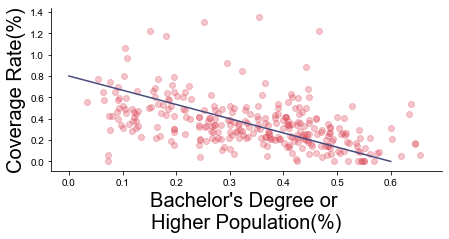 Coverage Rate(%)
1.4
1.2
1.0
0.8
0.6
0.4
0.2
0.0
0.0 0.1 0.2 0.3 0.4 0.5 0.6
Bachelor's Degree or
Higher Population(%)